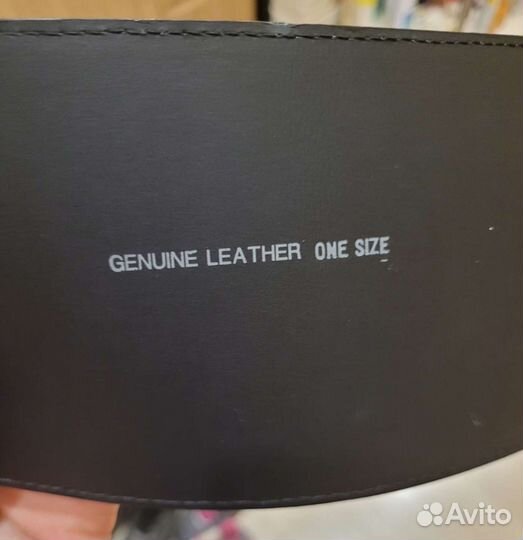 GENUINE LEATHER ONE SIZE
Avito